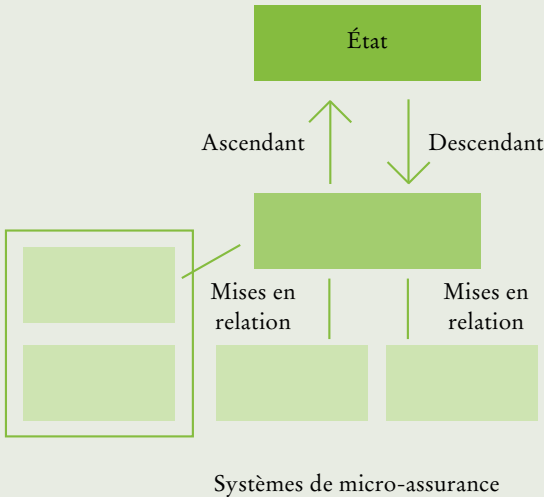 État
Ascendant
Descendant
Mises en
relation
Mises en
relation
Systèmes de micro-assurance